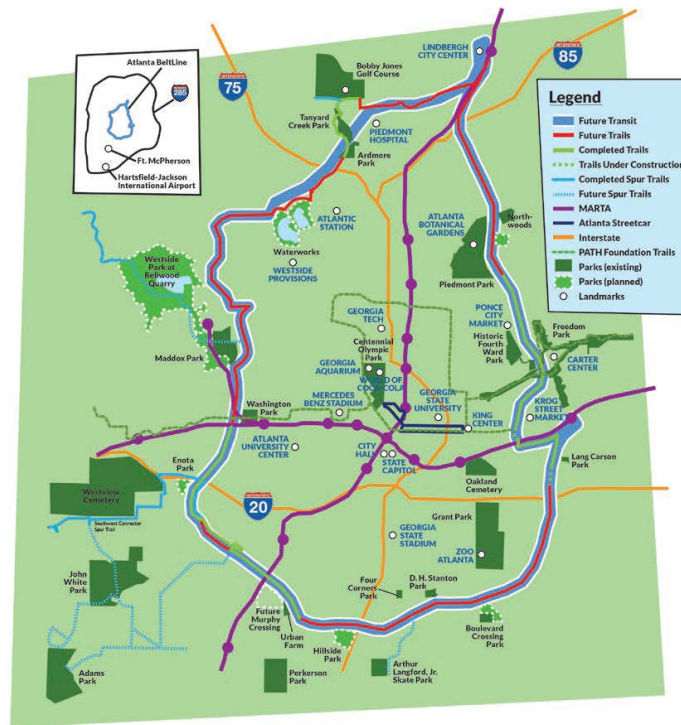 Atlanta BeltLine
INTERSTATE
285
Ft. McPherson
Hartsfield-Jackson
International Airport
INTERSTATE
75
LINDBERGH
CITY CENTER
INTERSTATE
85
Bobby Jones
Golf Course
Tanyard
Creek Park
PIEDMONT
HOSPITAL
Ardmore
Park
Legend
Future Transit
Future Trails
Completed Trails
Trails Under Construction
Completed Spur Trails
Future Spur Trails
MARTA
Atlanta Streetcar
Interstate
PATH Foundation Trails
Parks (existing)
Parks (planned)
Landmarks
ATLANTIC
STATION
ATLANTA
BOTANICAL
GARDENS
North-
woods
Waterworks
WESTSIDE
PROVISIONS
Westside
Park at
Bellwood
Quarry
Piedmont Park
GEORGIA
TECH
PONCE
CITY
MARKET
Freedom
Park
Centennial
Olympic Park
Historic
Fourth
Ward Park
CARTER
CENTER
Maddox Park
GEORGIA
AQUARIUM
WORLD OF
COCA-COLA
GEORGIA
STATE
UNIVERSITY
Washington
Park
MERCEDES
BENZ STADIUM
KING
CENTER
KROG
STREET
MARKET
ATLANTA
UNIVERSITY
CENTER
CITY
HALL
STATE
CAPITOL
Enota
Park
Lang Carson
Park
Oakland
Cemetery
Westview
Cemetery
INTERSTATE
20
Southwest Connector
Spur Trail
Grant Park
GEORGIA
STATE
STADIUM
ZOO
ATLANTA
John
White
Park
Four
Corners
Park
D. H. Stanton
Park
Future
Murphy
Crossing
Urban
Farm
Boulevard
Crossing Park
Hillside
Park
Adams
Park
Perkerson
Park
Arthur
Langford, Jr.
Skate Park